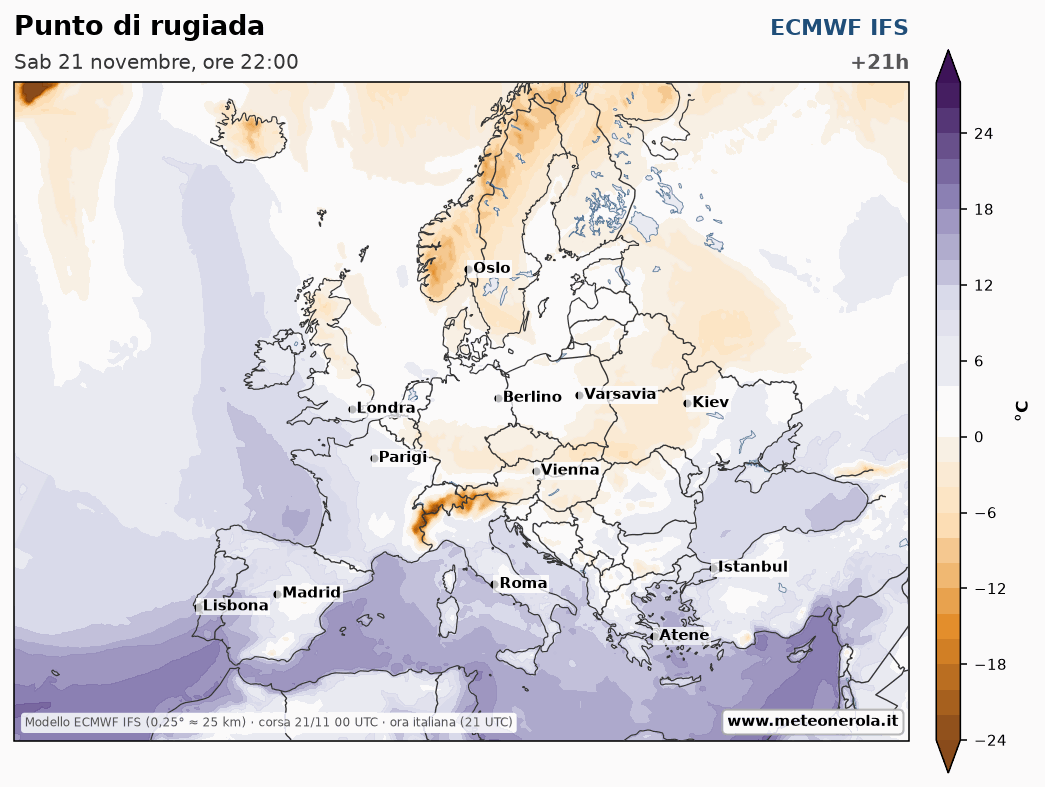 Punto di rugiada
ECMWF IFS
Sab 21 novembre, ore 22:00
+21h
Oslo
Berlino
Varsavia
Kiev
Londra
Parigi
Vienna
Istanbul
Roma
Madrid
Lisbona
Atene
Modello ECMWF IFS (0,25° ≈ 25 km) · corsa 21/11 00 UTC · ora italiana (21 UTC)
www.meteonerola.it
24
18
12
6
0
−6
−12
−18
−24
°C